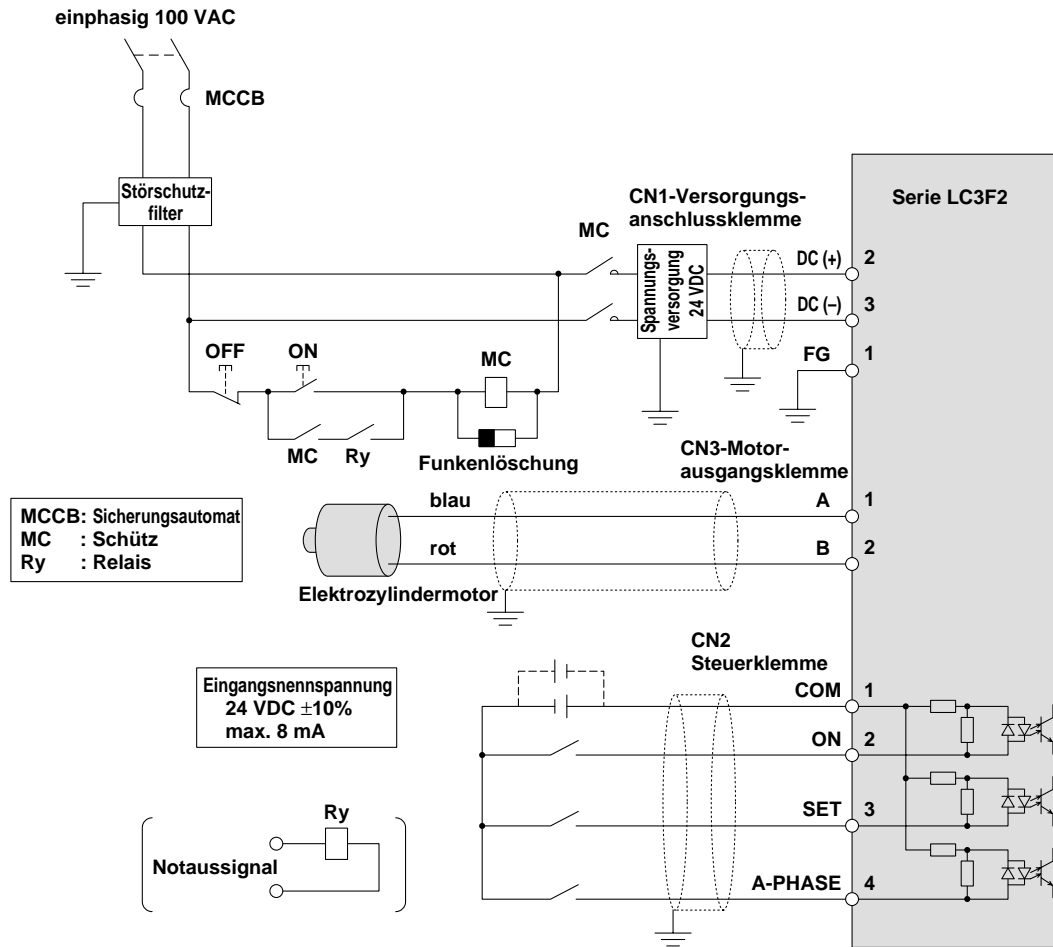 einphasig 100 VAC
MCCB
Störschutz-
filter
CN1-Versorgungs-
anschlussklemme
Serie LC3F2
MC
Spannungs-
versorgung
24 VDC
DC (+)
2
DC (–)
3
FG
1
OFF
ON
MC
MC
Ry
Funkenlöschung
CN3-Motor-
ausgangsklemme
blau
A
1
rot
B
2
Elektrozylindermotor
MCCB: Sicherungsautomat
MC : Schütz
Ry : Relais
CN2
Steuerklemme
Eingangsnennspannung
24 VDC ±10%
max. 8 mA
COM
1
ON
2
SET
3
A-PHASE
4
Ry
Notaussignal